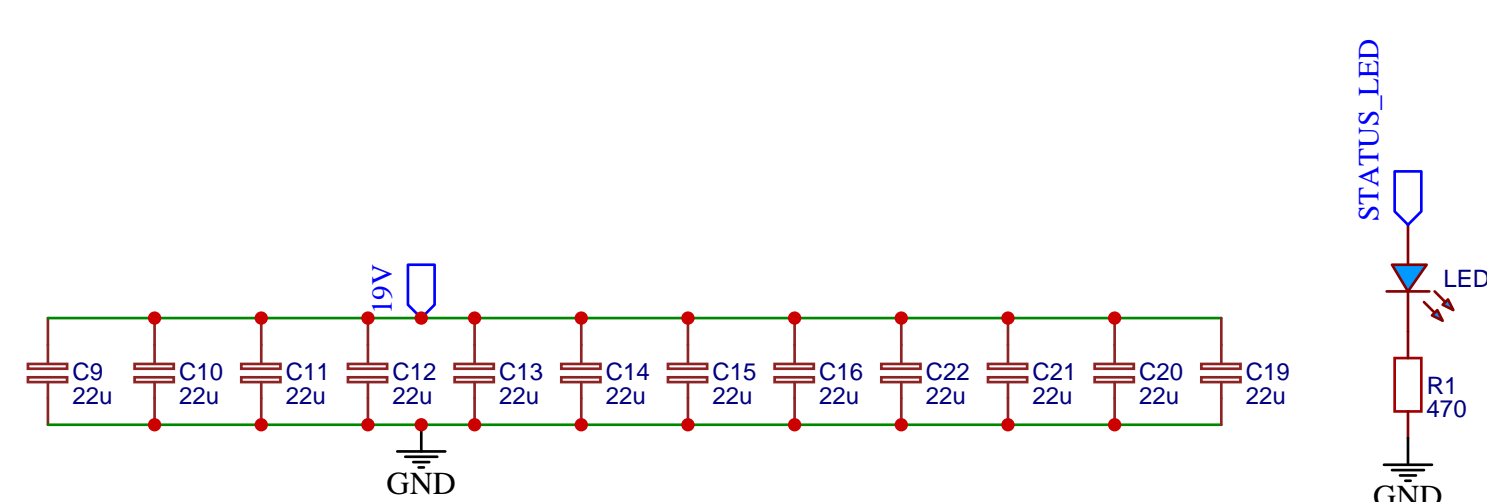 STATUS_LED
19V
LED
C9
22u
C10
22u
C11
22u
C12
22u
C13
22u
C14
22u
C15
22u
C16
22u
C22
22u
C21
22u
C20
22u
C19
22u
R1
470
GND
GND